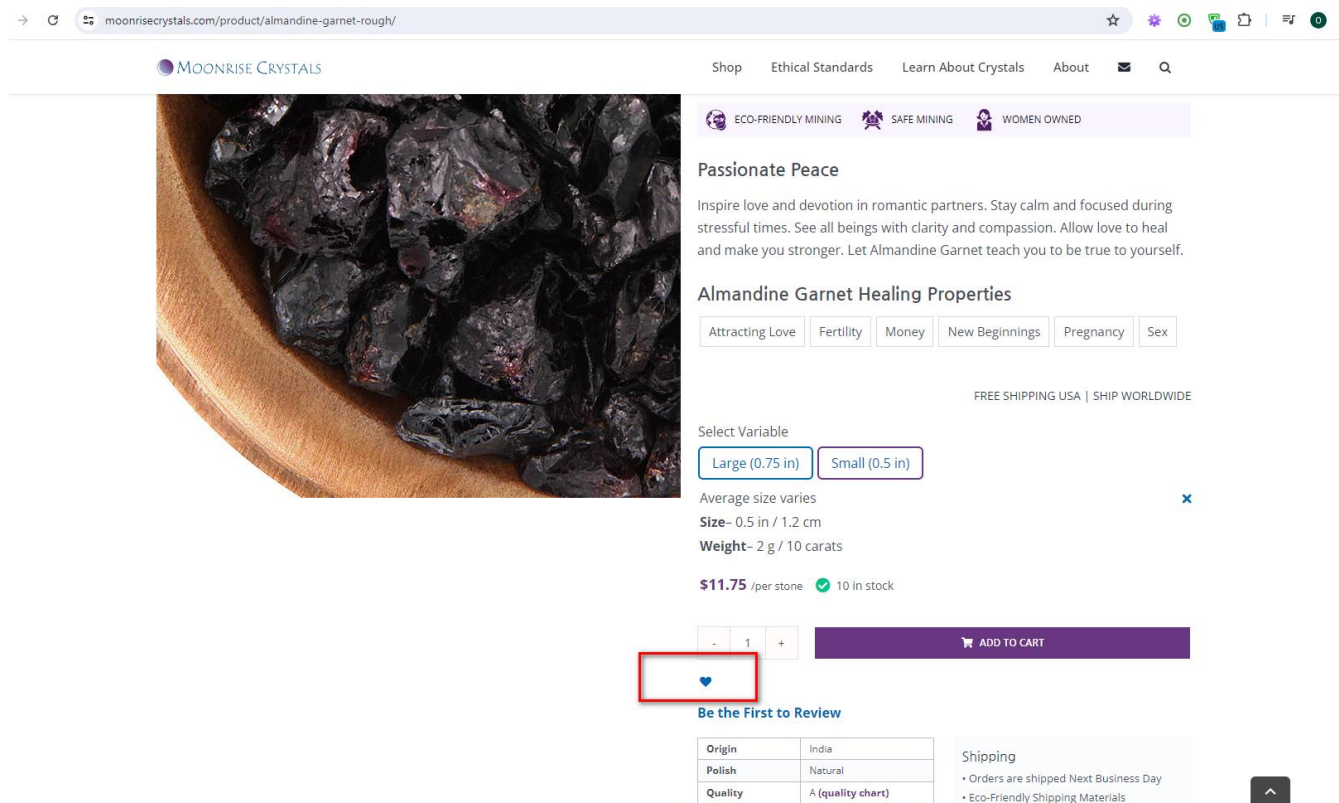 moonrisecrystals.com/product/almandine-garnet-rough/
US
O
MOONRISE CRYSTALS
Shop Ethical Standards Learn About Crystals About
ECO-FRIENDLY MINING SAFE MINING WOMEN OWNED
Passionate Peace
Inspire love and devotion in romantic partners. Stay calm and focused during
stressful times. See all beings with clarity and compassion. Allow love to heal
and make you stronger. Let Almandine Garnet teach you to be true to yourself.
Almandine Garnet Healing Properties
Attracting Love Fertility Money New Beginnings Pregnancy Sex
FREE SHIPPING USA | SHIP WORLDWIDE
Select Variable
Large (0.75 in) Small (0.5 in)
Average size varies
Size– 0.5 in / 1.2 cm
Weight– 2 g / 10 carats
$11.75 /per stone 10 in stock
- 1 + ADD TO CART
Be the First to Review
Origin India
Polish Natural
Quality A (quality chart)
Shipping
• Orders are shipped Next Business Day
• Eco-Friendly Shipping Materials